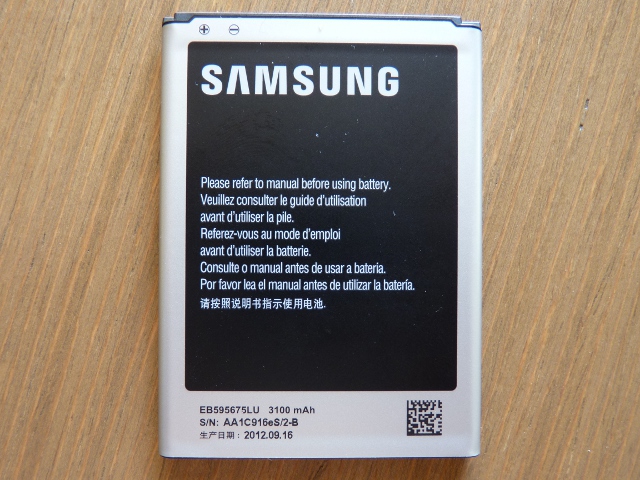 SAMSUNG
Please refer to manual before using battery.
Veuillez consulter le guide d'utilisation
avant d'utiliser la pile.
Referez-vous au mode d'emploi
avant d'utiliser la batterie.
Consulte o manual antes de usar a bateria.
Por favor lea el manual antes de utilizar la batería.
请按照说明书指示使用电池.
EB595675LU 3100 mAh
S/N: AA1C916eS/2-B
生产日期: 2012.09.16